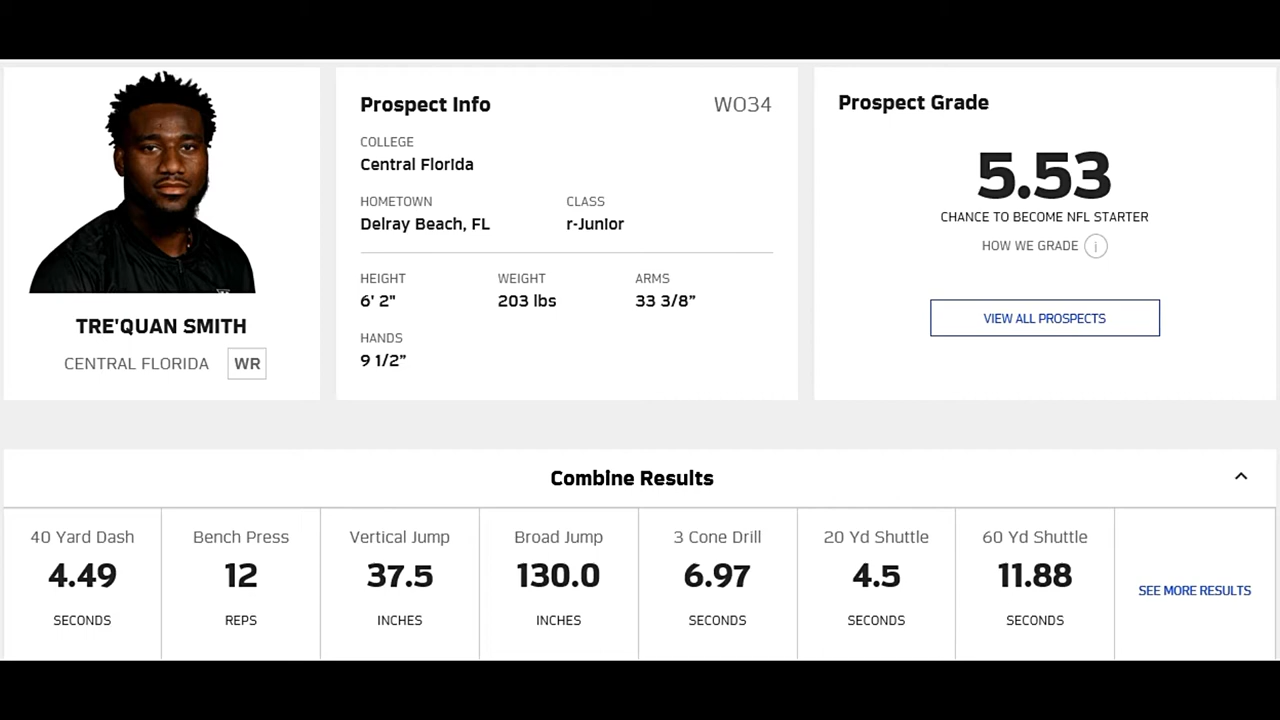 TRE'QUAN SMITH
CENTRAL FLORIDA WR
Prospect Info WO34
COLLEGE
Central Florida
HOMETOWN CLASS
Delray Beach, FL r-Junior
HEIGHT WEIGHT ARMS
6' 2" 203 lbs 33 3/8”
HANDS
9 1/2”
Prospect Grade
5.53
CHANCE TO BECOME NFL STARTER
HOW WE GRADE i
VIEW ALL PROSPECTS
Combine Results
40 Yard Dash Bench Press Vertical Jump Broad Jump 3 Cone Drill 20 Yd Shuttle 60 Yd Shuttle
4.49 12 37.5 130.0 6.97 4.5 11.88
SEE MORE RESULTS
SECONDS REPS INCHES INCHES SECONDS SECONDS SECONDS